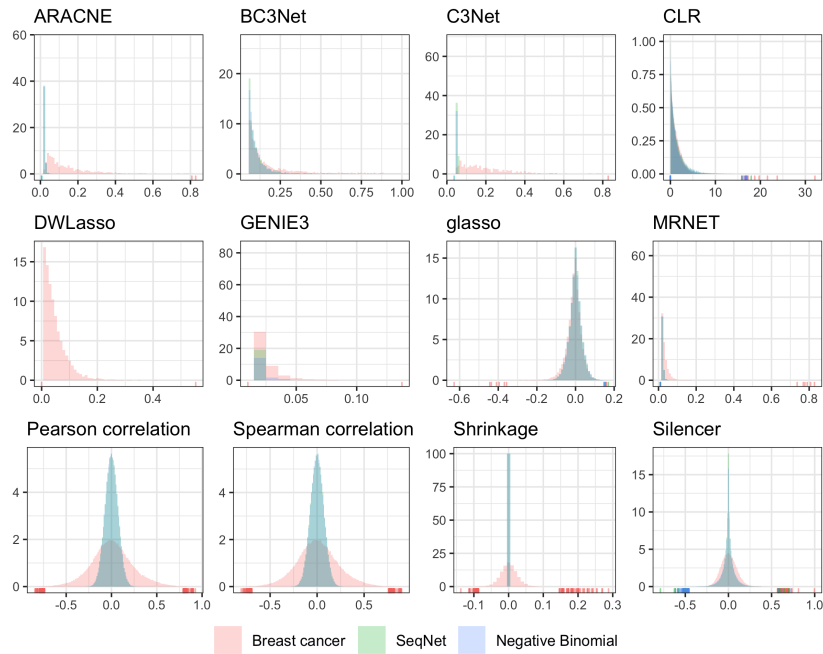 ARACNE BC3Net C3Net CLR
60 20 60 1.00
40 10 40 0.75
20 0 20 0.50
0 0 0.25
0.00
0.0 0.2 0.4 0.6 0.8 0.25 0.50 0.75 1.00 0.0 0.2 0.4 0.6 0.8 0 10 20 30
DWLasso GENIE3 glasso MRNET
15 80 15 60
10 60 10 40
5 40 5 20
0 20 0 0
0
0.0 0.2 0.4 0.05 0.10 -0.6 -0.4 -0.2 0.0 0.2 0.0 0.2 0.4 0.6 0.8
Pearson correlation Spearman correlation Shrinkage Silencer
4 4 100 15
2 2 75 10
0 0 50 5
25 0
0
-0.5 0.0 0.5 1.0 -0.5 0.0 0.5 -0.1 0.0 0.1 0.2 0.3 -0.5 0.0 0.5 1.0
Breast cancer SeqNet Negative Binomial